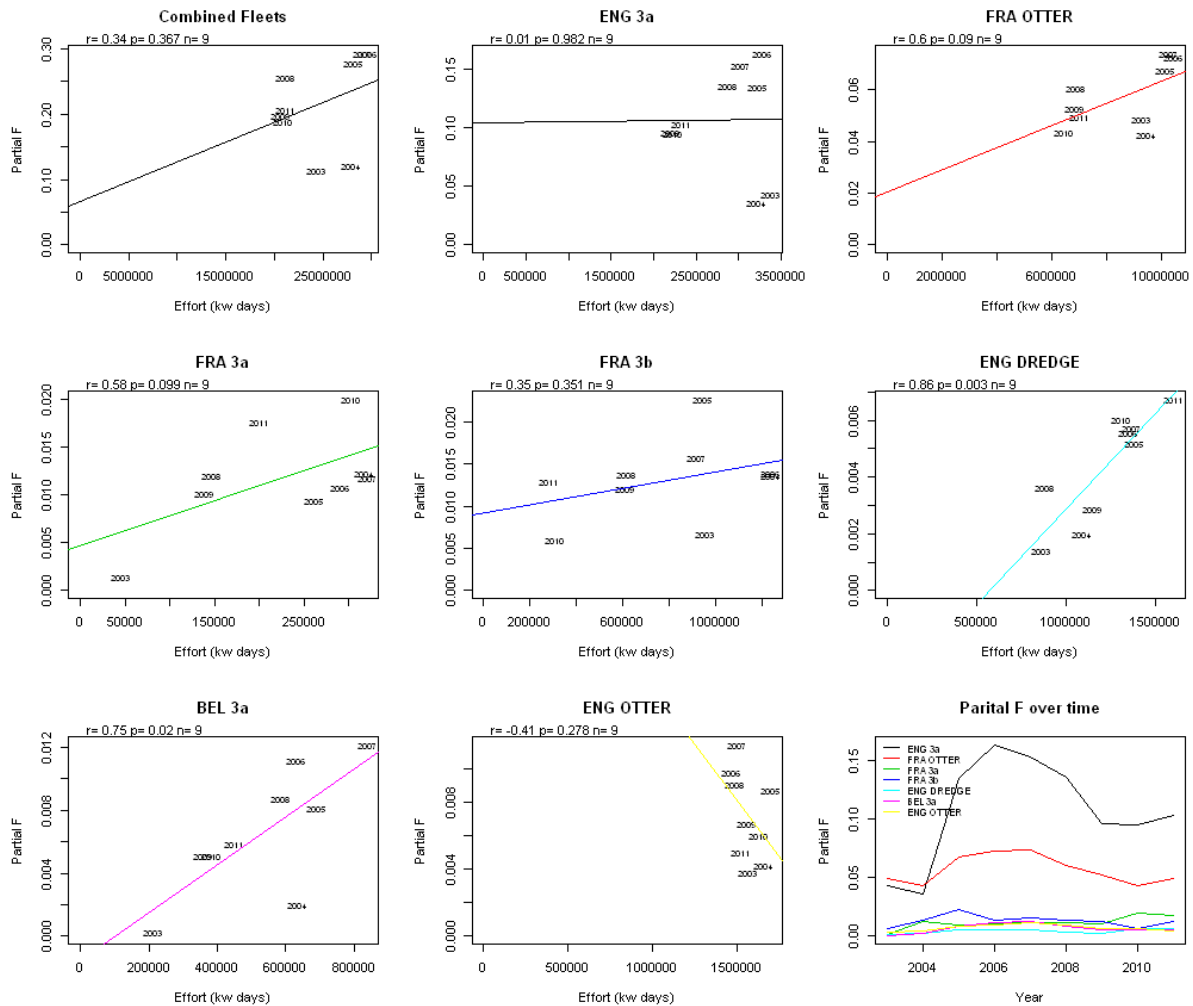 Combined Fleets
r= 0.34 p= 0.367 n= 9
Partial F
0.00 0.10 0.20 0.30
2003
2004
2005
2006
2008
2010
2011
0 5000000 15000000 25000000
Effort (kw days)
ENG 3a
r= 0.01 p= 0.982 n= 9
Partial F
0.00 0.05 0.10 0.15
2003
2004
2005
2006
2007
2008
2010
2011
0 500000 1500000 2500000 3500000
Effort (kw days)
FRA OTTER
r= 0.6 p= 0.09 n= 9
Partial F
0.00 0.02 0.04 0.06
2003
2004
2005
2006
2007
2008
2009
2010
2011
0 2000000 6000000 10000000
Effort (kw days)
FRA 3a
r= 0.58 p= 0.099 n= 9
Partial F
0.000 0.005 0.010 0.015 0.020
2003
2004
2005
2006
2007
2008
2009
2010
2011
0 50000 150000 250000
Effort (kw days)
FRA 3b
r= 0.35 p= 0.351 n= 9
Partial F
0.000 0.005 0.010 0.015 0.020
2003
2005
2007
2008
2009
2010
2011
0 200000 600000 1000000
Effort (kw days)
ENG DREDGE
r= 0.86 p= 0.003 n= 9
Partial F
0.000 0.002 0.004 0.006
2003
2004
2005
2006
2007
2008
2009
2010
2011
0 500000 1000000 1500000
Effort (kw days)
BEL 3a
r= 0.75 p= 0.02 n= 9
Partial F
0.000 0.004 0.008 0.012
2003
2004
2005
2006
2007
2008
2009
2010
2011
0 200000 400000 600000 800000
Effort (kw days)
ENG OTTER
r= -0.41 p= 0.278 n= 9
Partial F
0.000 0.004 0.008
2003
2004
2005
2006
2007
2008
2009
2010
2011
0 500000 1500000
Effort (kw days)
Parital F over time
ENG 3a
FRA OTTER
FRA 3a
FRA 3b
ENG DREDGE
BEL 3a
ENG OTTER
Partial F
0.00 0.05 0.10 0.15
2004 2006 2008 2010
Year